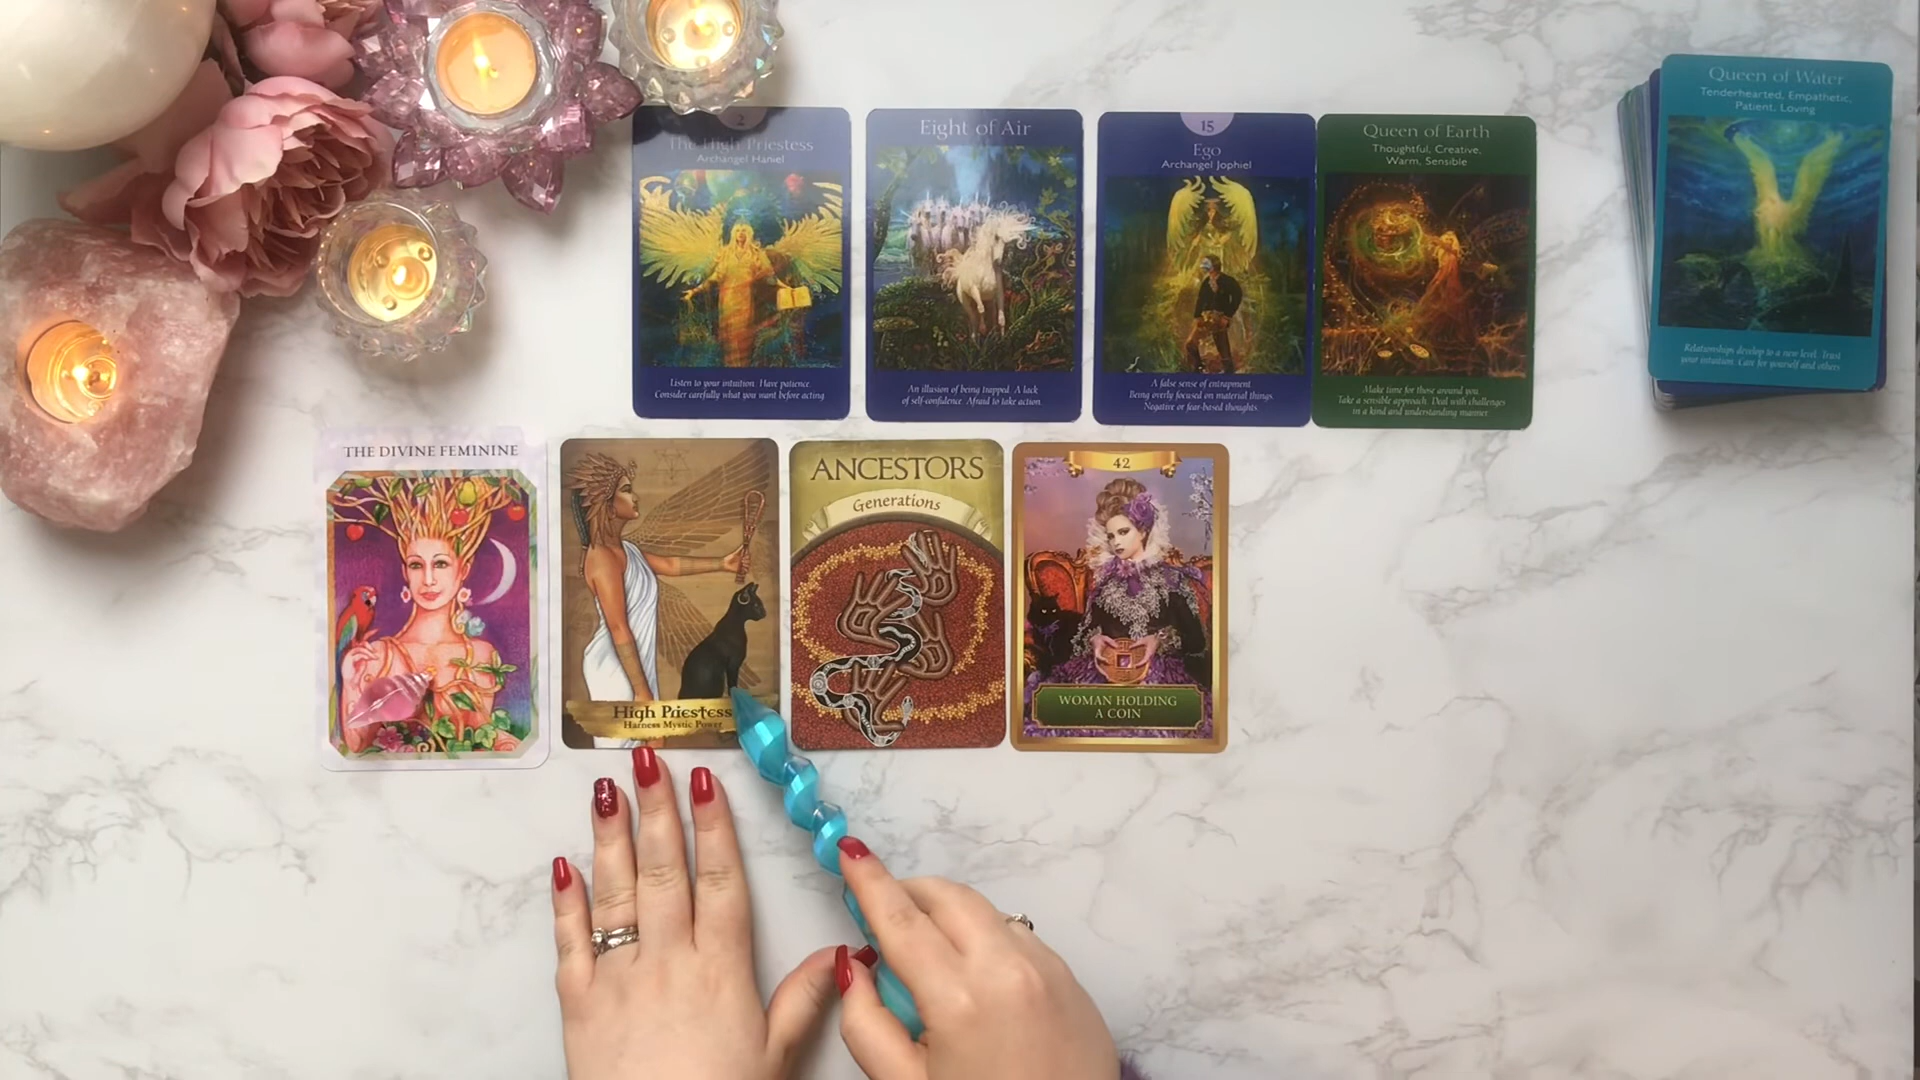 2
The High Priestess
Archangel Haniel
Listen to your intuition. Have patience.
Consider carefully what you want before acting
Eight of Air
An illusion of being trapped. A lack
of self-confidence. Afraid to take action.
15
Ego
Archangel Jophiel
A false sense of entrapment
Being overly focused on material things.
Negative or fear-based thoughts
Queen of Earth
Thoughtful, Creative,
Warm, Sensible
Make time for those around you.
Take a sensible approach. Deal with challenges
in a kind and understanding manner
Queen of Water
Tenderhearted, Empathetic,
Patient, Loving
Relationships develop to a new level. Trust
your intuition. Care for yourself and others
THE DIVINE FEMININE
High Priestess
Harness Mystic Power
ANCESTORS
Generations
42
WOMAN HOLDING
A COIN